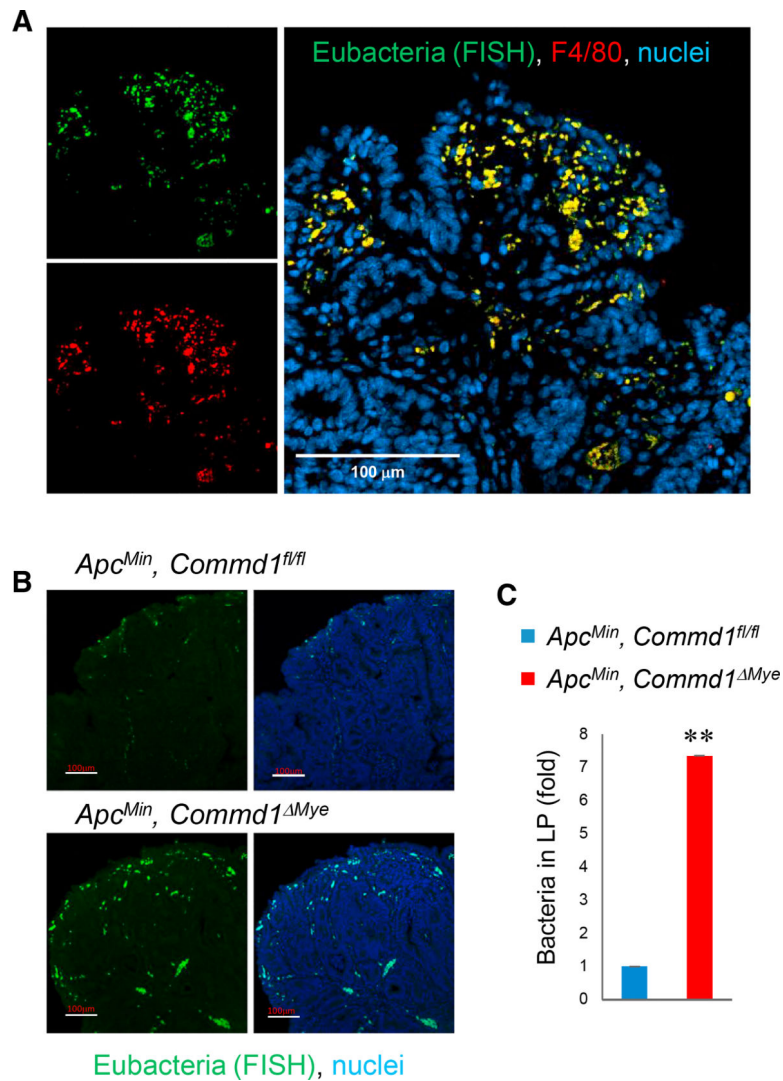 A
Eubacteria (FISH), F4/80, nuclei
100 μm
B
Apc^Min, Commd1^fl/fl
100μm
Apc^Min, Commd1^ΔMye
100μm
Eubacteria (FISH), nuclei
C
Apc^Min, Commd1^fl/fl
Apc^Min, Commd1^ΔMye
Bacteria in LP (fold)
8
7
6
5
4
3
2
1
0
**